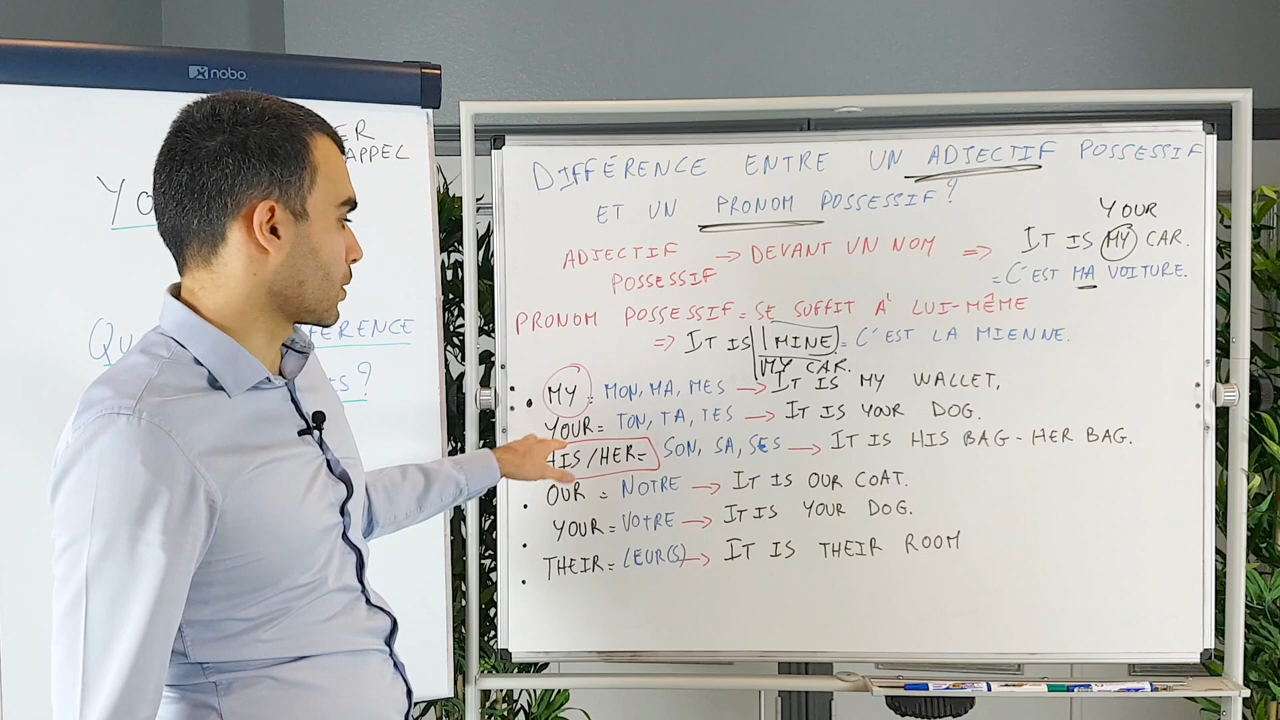 nobo
ER
APPEL
YO
QU
FÉRENCE
ES?
DIFFÉRENCE ENTRE UN ADJECTIF POSSESSIF
ET UN PRONOM POSSESSIF?
YOUR
ADJECTIF POSSESSIF → DEVANT UN NOM => IT IS MY CAR.
= C'EST MA VOITURE.
PRONOM POSSESSIF = SE SUFFIT À LUI-MÊME
=> IT IS MINE = C'EST LA MIENNE.
MY CAR.
• MY = MON, MA, MES → IT IS MY WALLET.
YOUR = TON, TA, TES → IT IS YOUR DOG.
HIS/HER = SON, SA, SES → IT IS HIS BAG - HER BAG.
• OUR = NOTRE → IT IS OUR COAT.
• YOUR = VOTRE → IT IS YOUR DOG.
• THEIR = LEUR(S) → IT IS THEIR ROOM